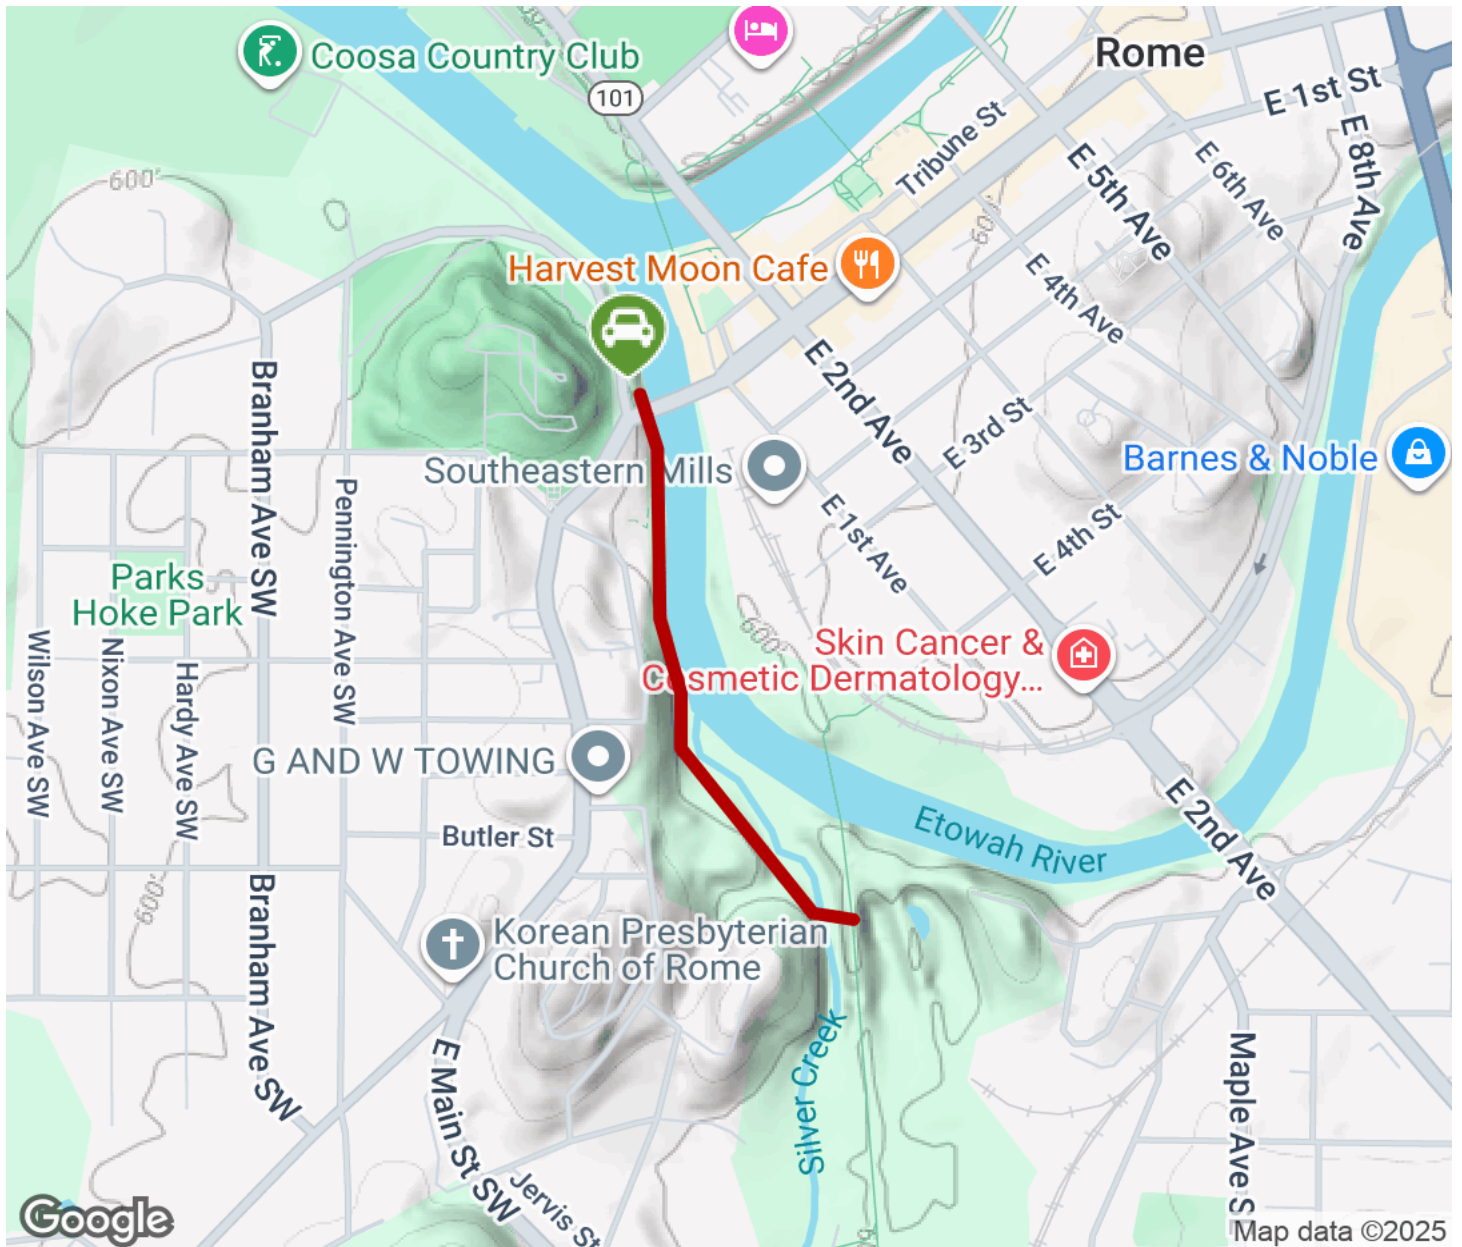 Coosa Country Club
101
Rome
E 1st St
E 8th Ave
Tribune St
E 5th Ave
E 6th Ave
600'
600
Harvest Moon Cafe
E 4th Ave
E 2nd Ave
E 3rd St
Barnes & Noble
Branham Ave SW
Southeastern Mills
Pennington Ave SW
E 1st Ave
E 4th St
Parks
Hoke Park
600'
Skin Cancer &
Cosmetic Dermatology...
Wilson Ave SW
Nixon Ave SW
Hardy Ave SW
G AND W TOWING
E 2nd Ave
Butler St
Etowah River
600
Branham Ave SW
Korean Presbyterian
Church of Rome
Silver Creek
E Main St SW
Maple Ave S
Jervis St
Google
Map data ©2025